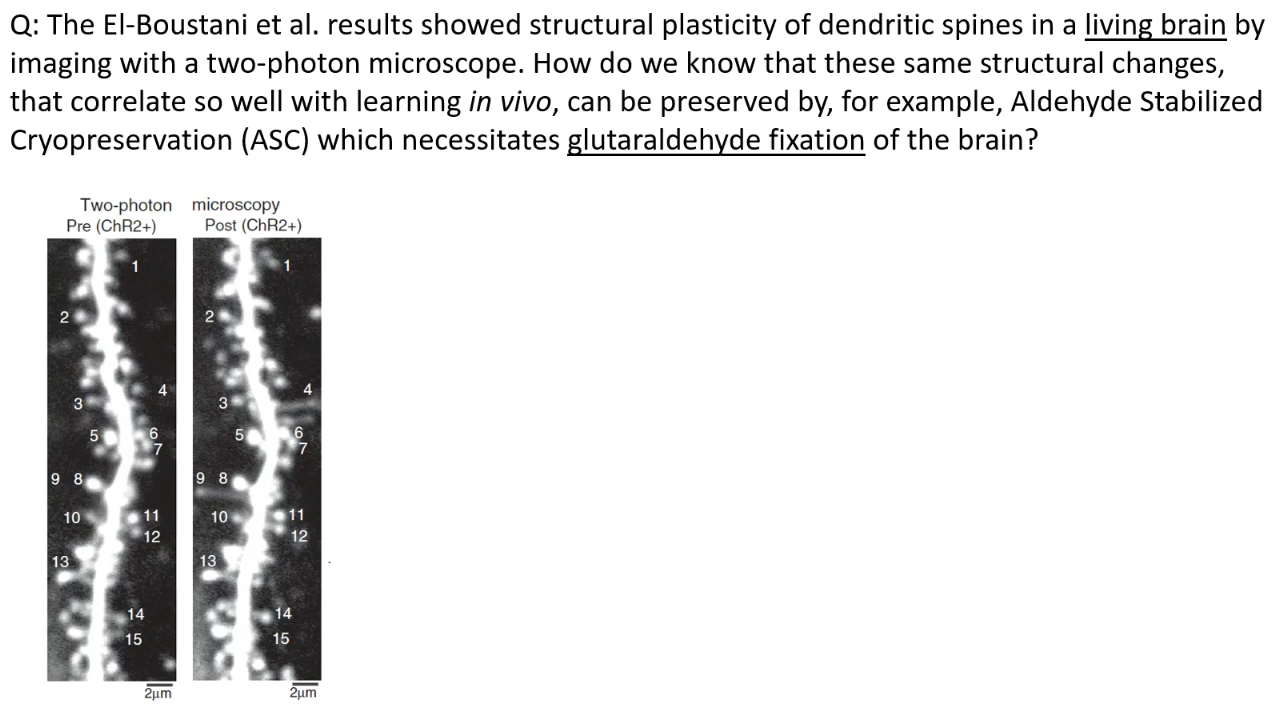 Q: The El-Boustani et al. results showed structural plasticity of dendritic spines in a living brain by
imaging with a two-photon microscope. How do we know that these same structural changes,
that correlate so well with learning in vivo, can be preserved by, for example, Aldehyde Stabilized
Cryopreservation (ASC) which necessitates glutaraldehyde fixation of the brain?
Two-photon microscopy
Pre (ChR2+) Post (ChR2+)
1 1
2 2
4 4
3 3
5 6 5 6
7 7
9 8 9 8
10 11 10 11
12 12
13 13
14 14
15 15
2µm 2µm